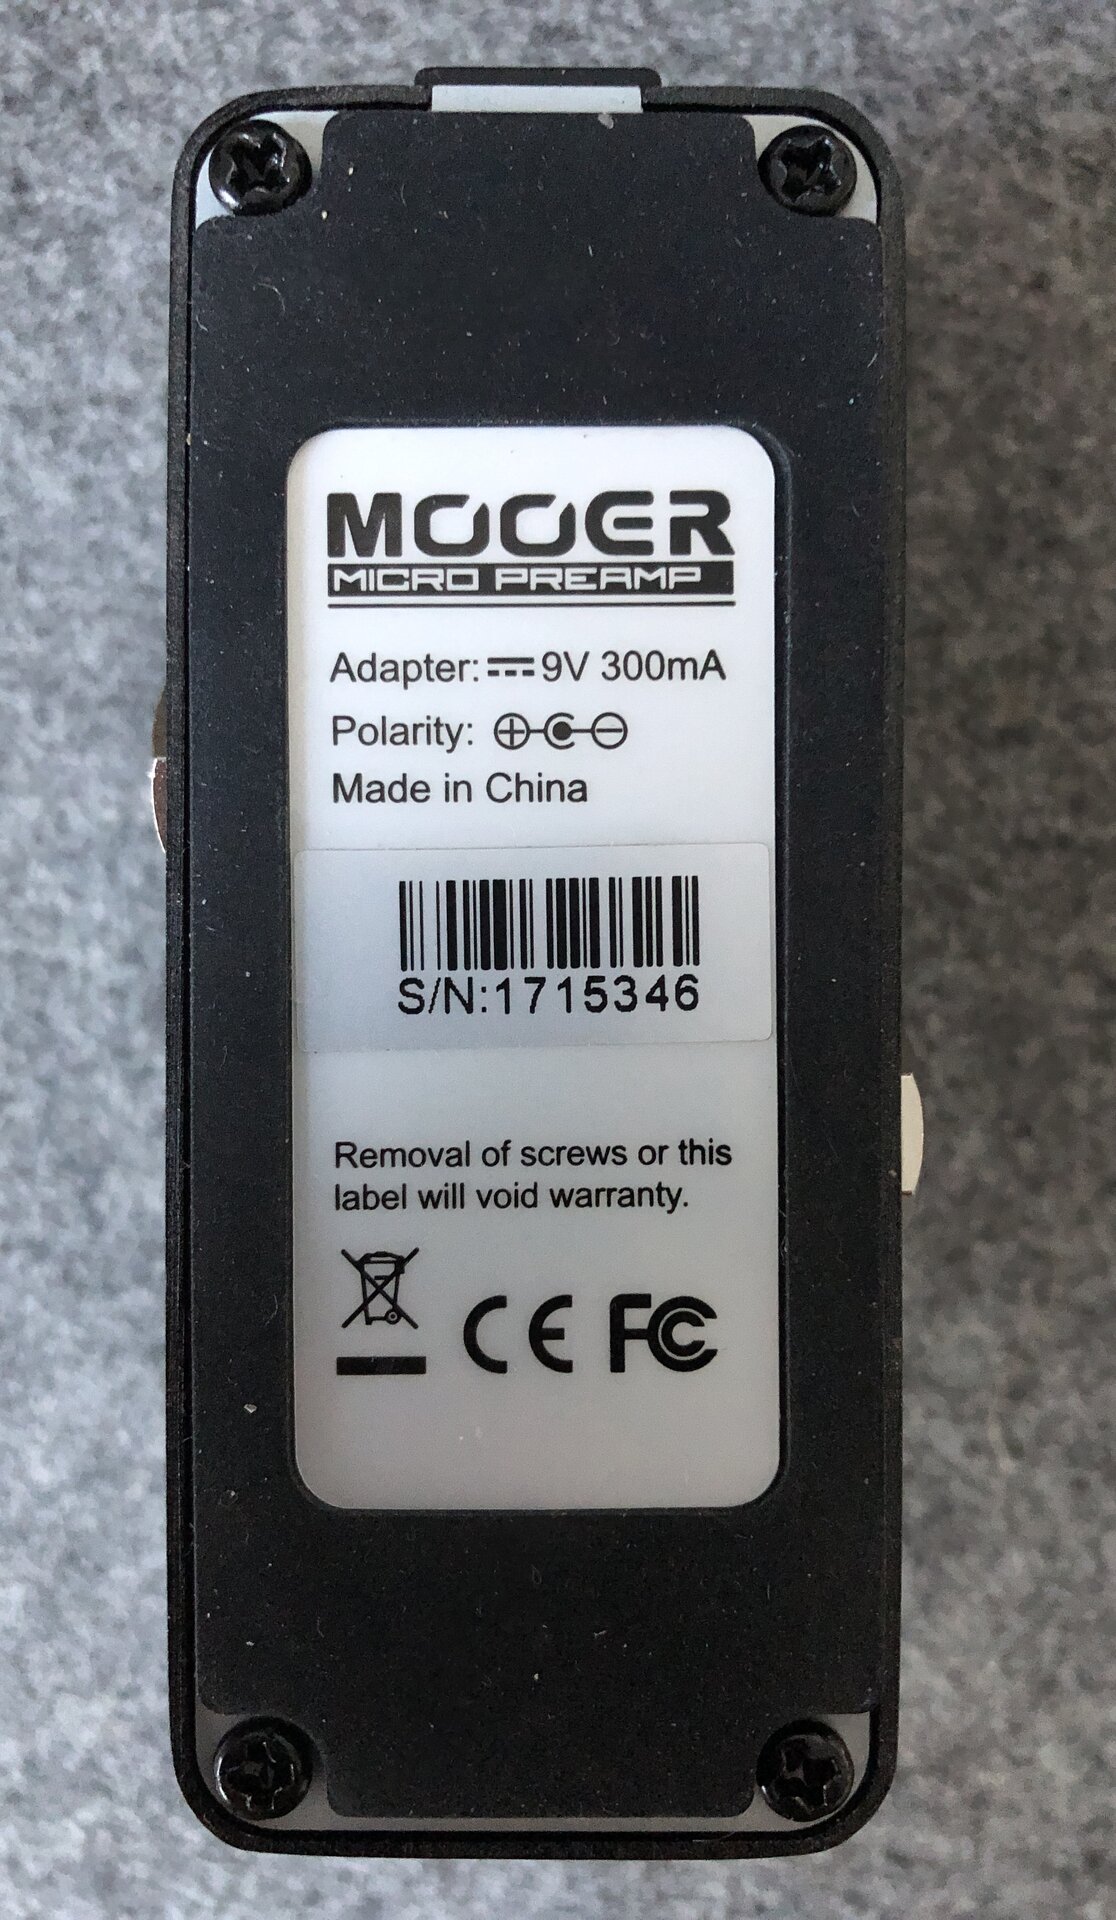 MOOER
MICRO PREAMP
Adapter: ⎓ 9V 300mA
Polarity:
Made in China
S/N:1715346
Removal of screws or this
label will void warranty.
CE FC